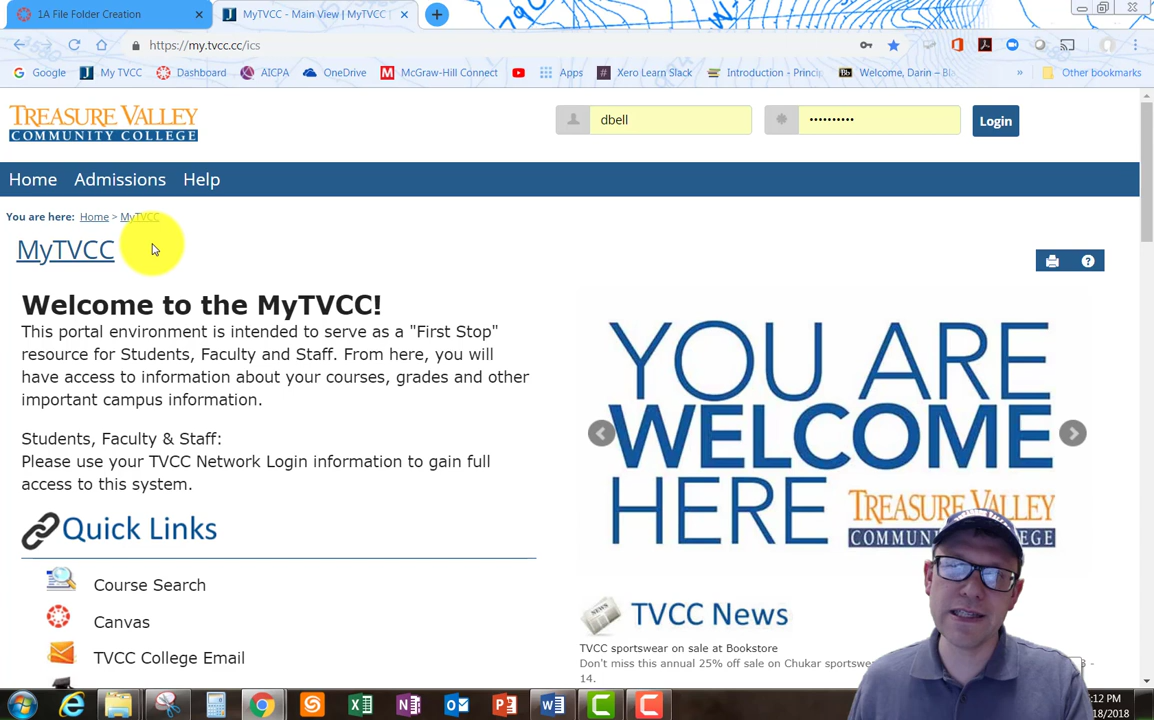 1A File Folder Creation
MyTVCC - Main View | MyTVCC
https://my.tvcc.cc/ics
Google My TVCC Dashboard AICPA OneDrive McGraw-Hill Connect Apps Xero Learn Slack Introduction - Princi Welcome, Darin – Bl » Other bookmarks
TREASURE VALLEY
COMMUNITY COLLEGE
dbell
••••••••••
Login
Home Admissions Help
You are here: Home > MyTVCC
MyTVCC
Welcome to the MyTVCC!
This portal environment is intended to serve as a "First Stop"
resource for Students, Faculty and Staff. From here, you will
have access to information about your courses, grades and other
important campus information.
Students, Faculty & Staff:
Please use your TVCC Network Login information to gain full
access to this system.
Quick Links
Course Search
Canvas
TVCC College Email
YOU ARE
WELCOME
HERE
TREASURE VALLEY
COMMUNITY COLLEGE
NEWS
TVCC News
TVCC sportswear on sale at Bookstore
Don't miss this annual 25% off sale on Chukar sportswe
14.
:12 PM
18/2018